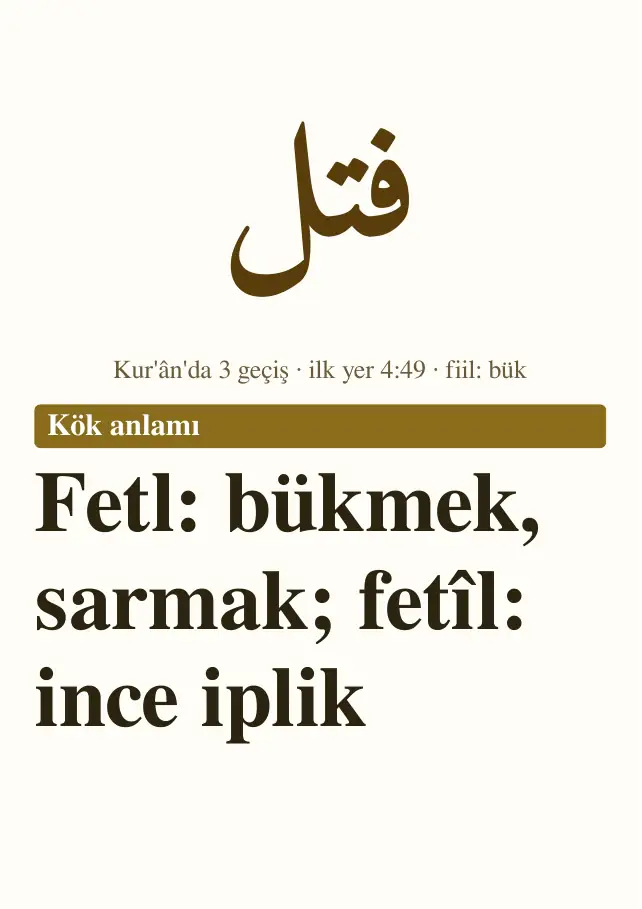 فتل
Kur'ân'da 3 geçiş · ilk yer 4:49 · fiil: bük
Kök anlamı
Fetl: bükmek,
sarmak; fetîl:
ince iplik